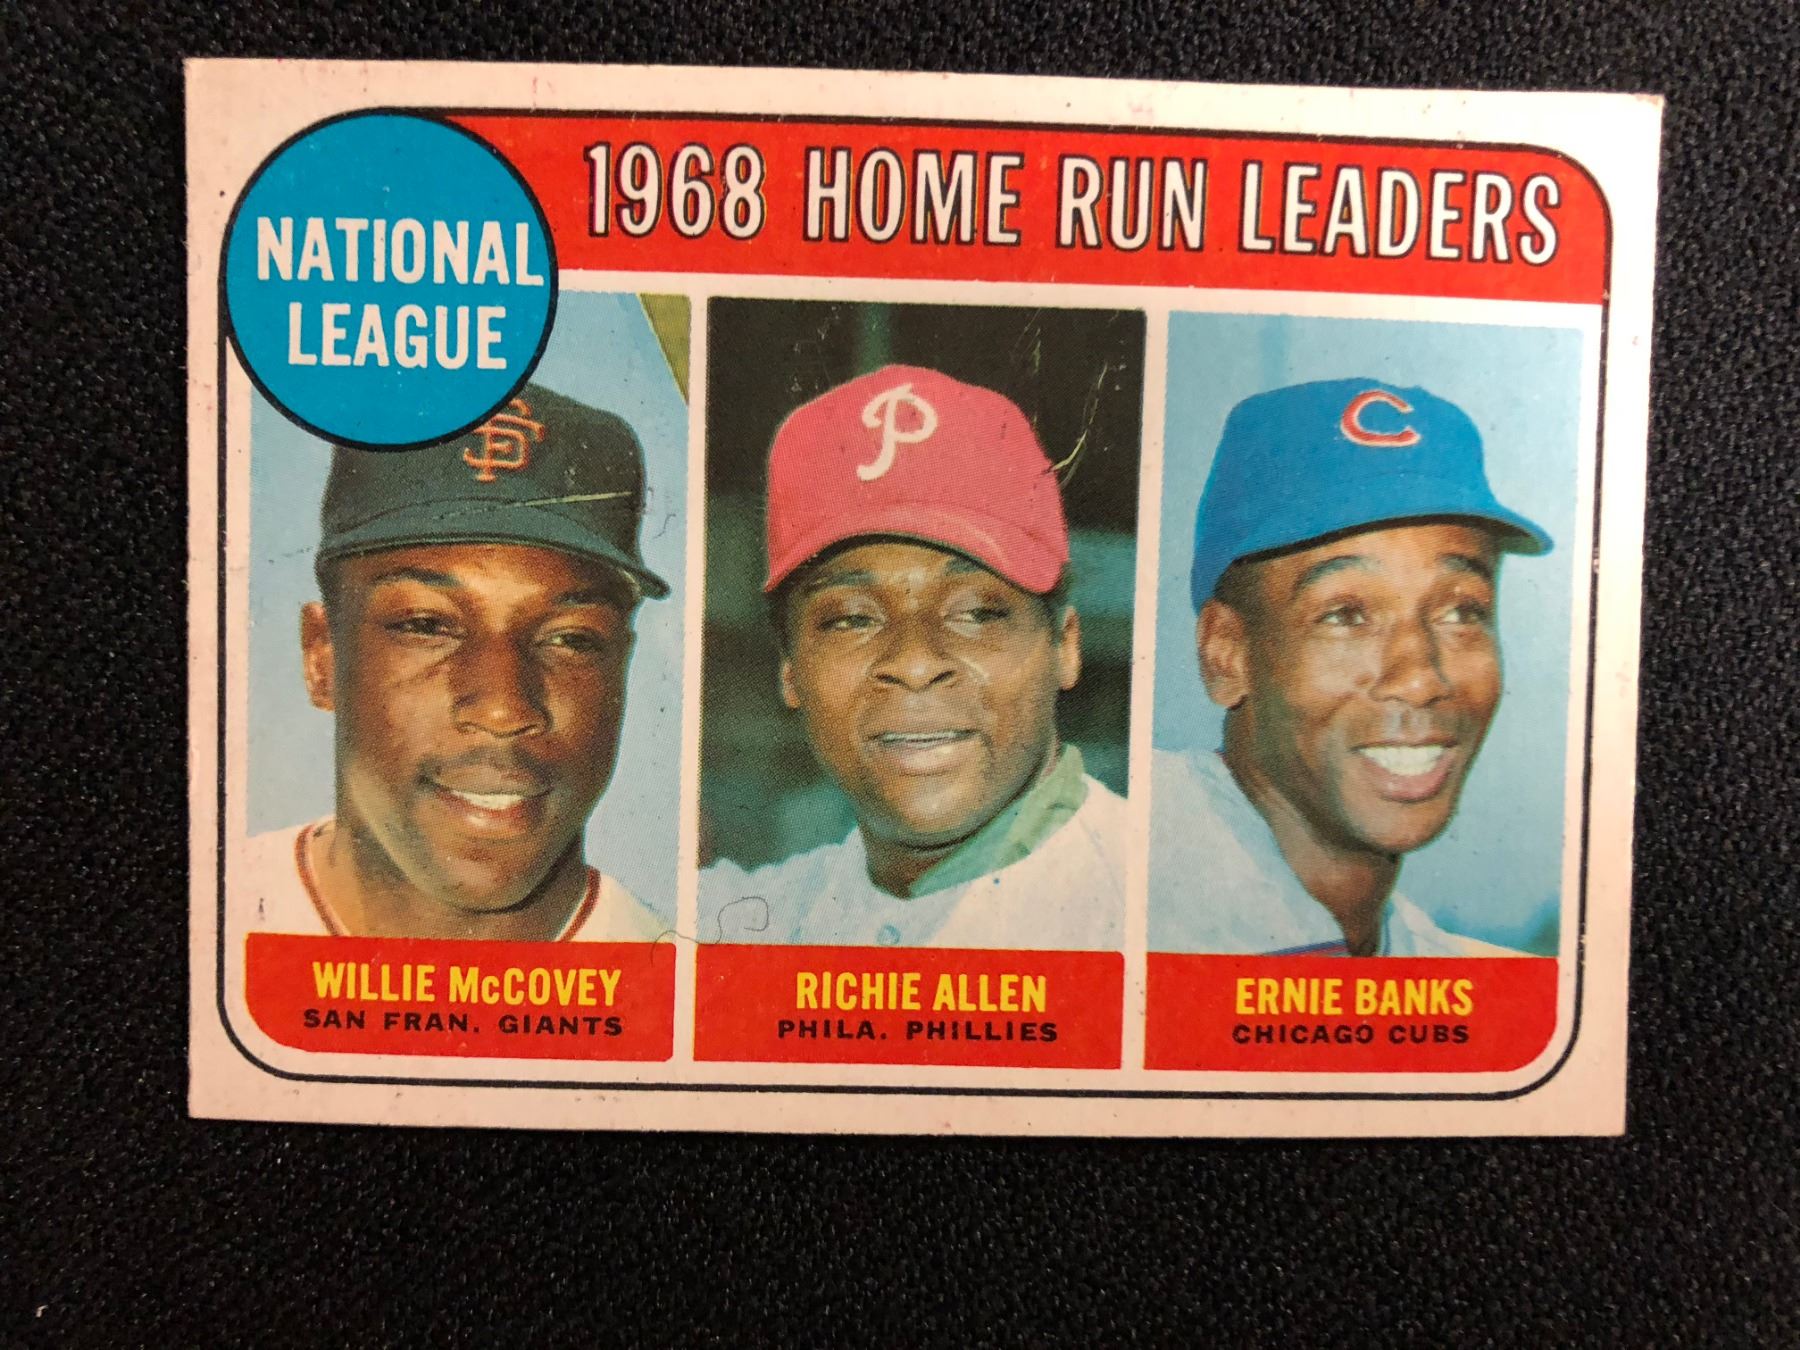 NATIONAL
LEAGUE
1968 HOME RUN LEADERS
SF
P
C
WILLIE McCOVEY
SAN FRAN. GIANTS
RICHIE ALLEN
PHILA. PHILLIES
ERNIE BANKS
CHICAGO CUBS